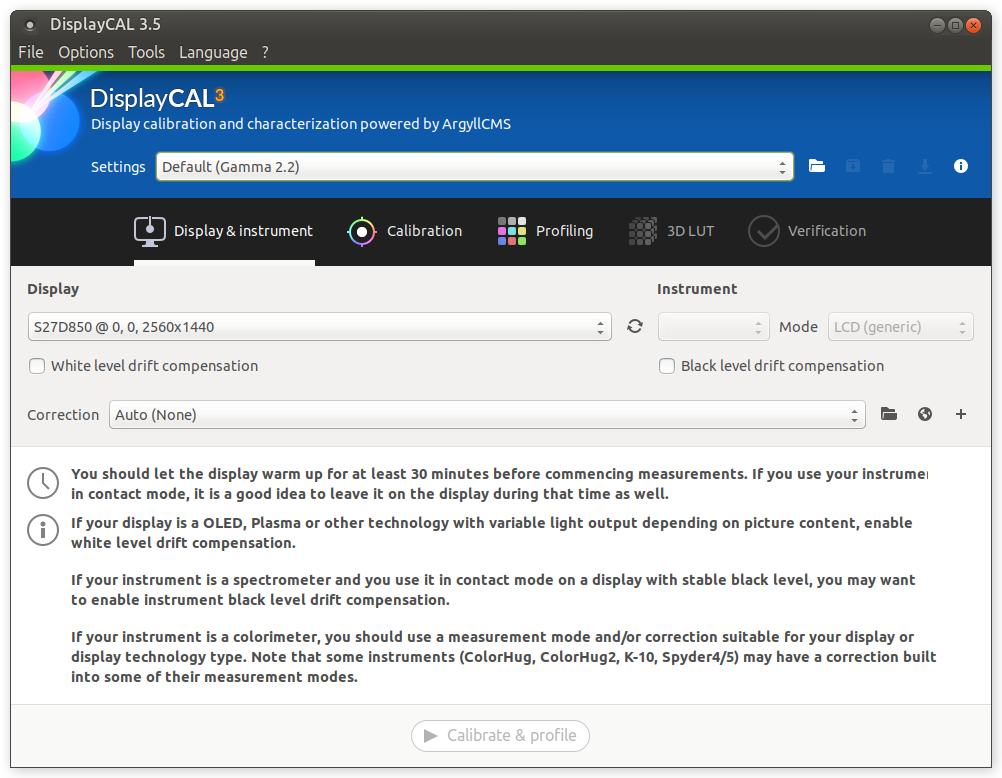 DisplayCAL 3.5
File Options Tools Language ?
DisplayCAL3
Display calibration and characterization powered by ArgyllCMS
Settings Default (Gamma 2.2)
Display & instrument Calibration Profiling 3D LUT Verification
Display Instrument
S27D850 @ 0, 0, 2560x1440 Mode LCD (generic)
White level drift compensation Black level drift compensation
Correction Auto (None)
You should let the display warm up for at least 30 minutes before commencing measurements. If you use your
in contact mode, it is a good idea to leave it on the display during that time as well.
If your display is a OLED, Plasma or other technology with variable light output depending on picture content, enable
white level drift compensation.
If your instrument is a spectrometer and you use it in contact mode on a display with stable black level, you may want
to enable instrument black level drift compensation.
If your instrument is a colorimeter, you should use a measurement mode and/or correction suitable for your display or
display technology type. Note that some instruments (ColorHug, ColorHug2, K-10, Spyder4/5) may have a correction built
into some of their measurement modes.
Calibrate & profile